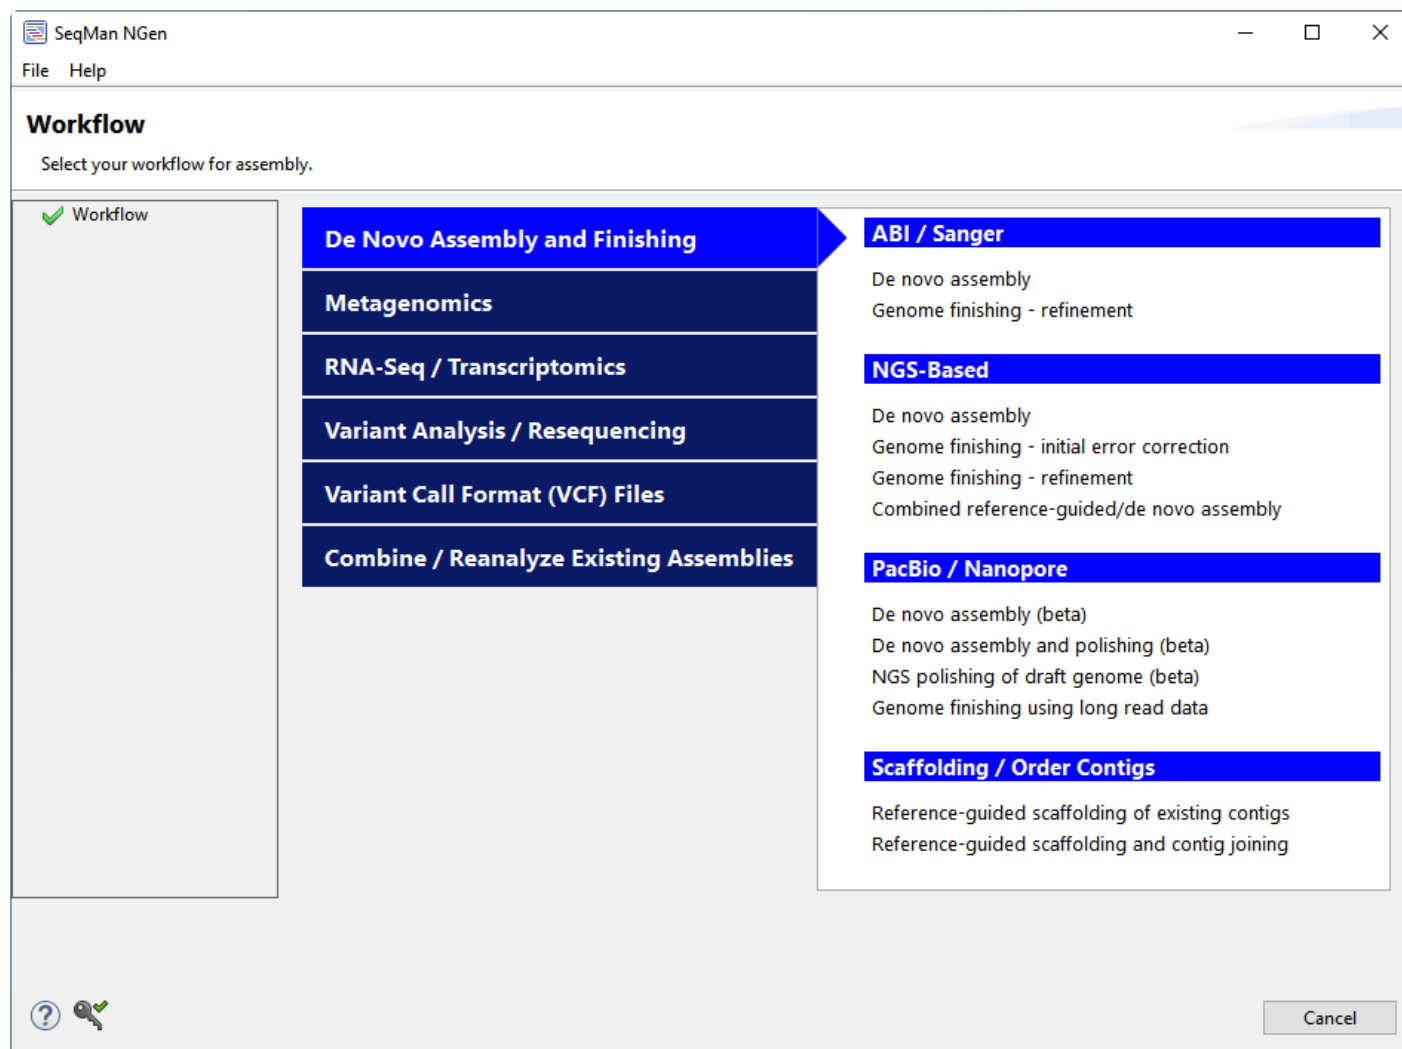 SeqMan NGen
File Help
Workflow
Select your workflow for assembly.
Workflow
De Novo Assembly and Finishing
Metagenomics
RNA-Seq / Transcriptomics
Variant Analysis / Resequencing
Variant Call Format (VCF) Files
Combine / Reanalyze Existing Assemblies
ABI / Sanger
De novo assembly
Genome finishing - refinement
NGS-Based
De novo assembly
Genome finishing - initial error correction
Genome finishing - refinement
Combined reference-guided/de novo assembly
PacBio / Nanopore
De novo assembly (beta)
De novo assembly and polishing (beta)
NGS polishing of draft genome (beta)
Genome finishing using long read data
Scaffolding / Order Contigs
Reference-guided scaffolding of existing contigs
Reference-guided scaffolding and contig joining
?
Cancel